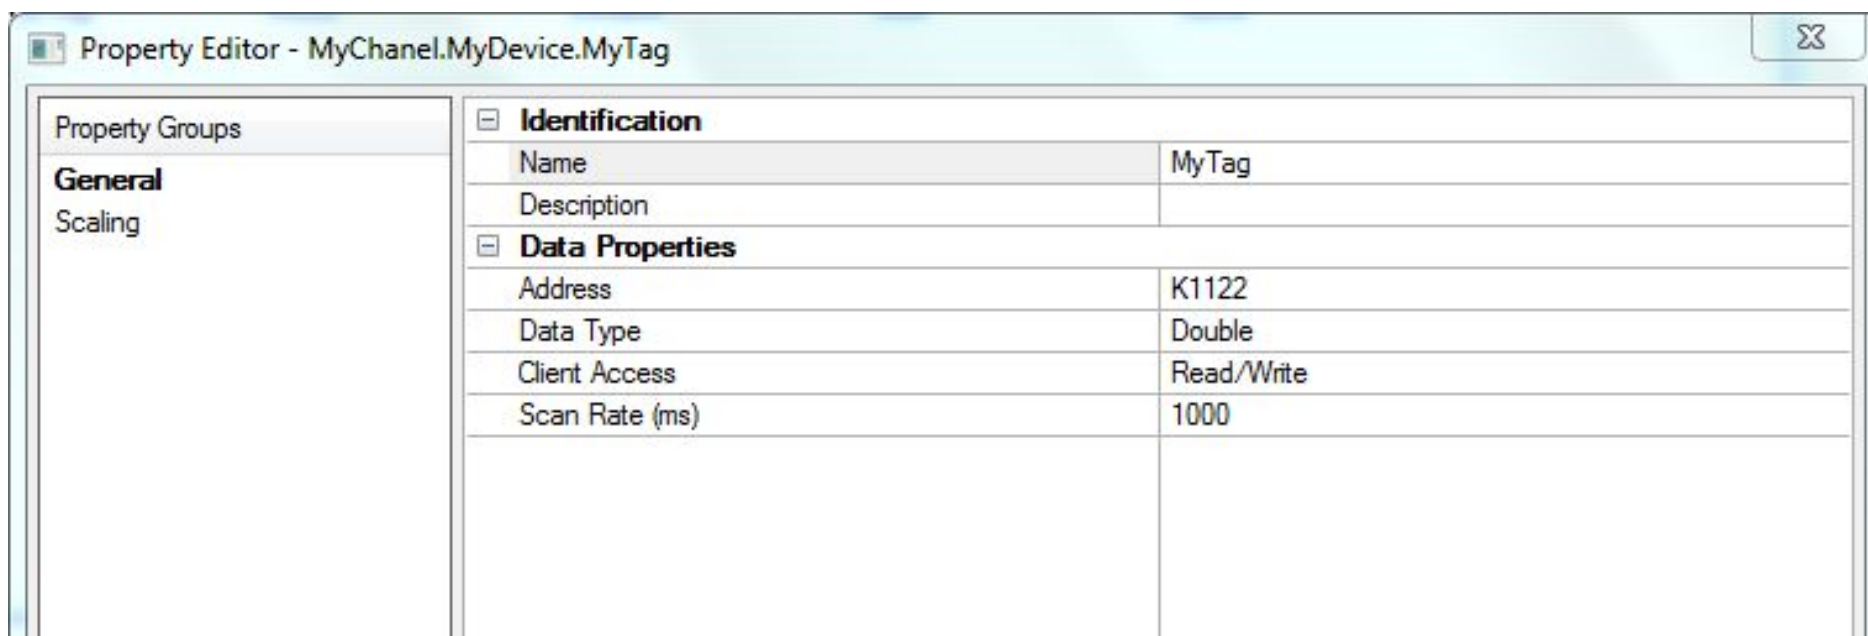 Property Editor - MyChanel.MyDevice.MyTag
Property Groups
General
Scaling
Identification
Name MyTag
Description
Data Properties
Address K1122
Data Type Double
Client Access Read/Write
Scan Rate (ms) 1000